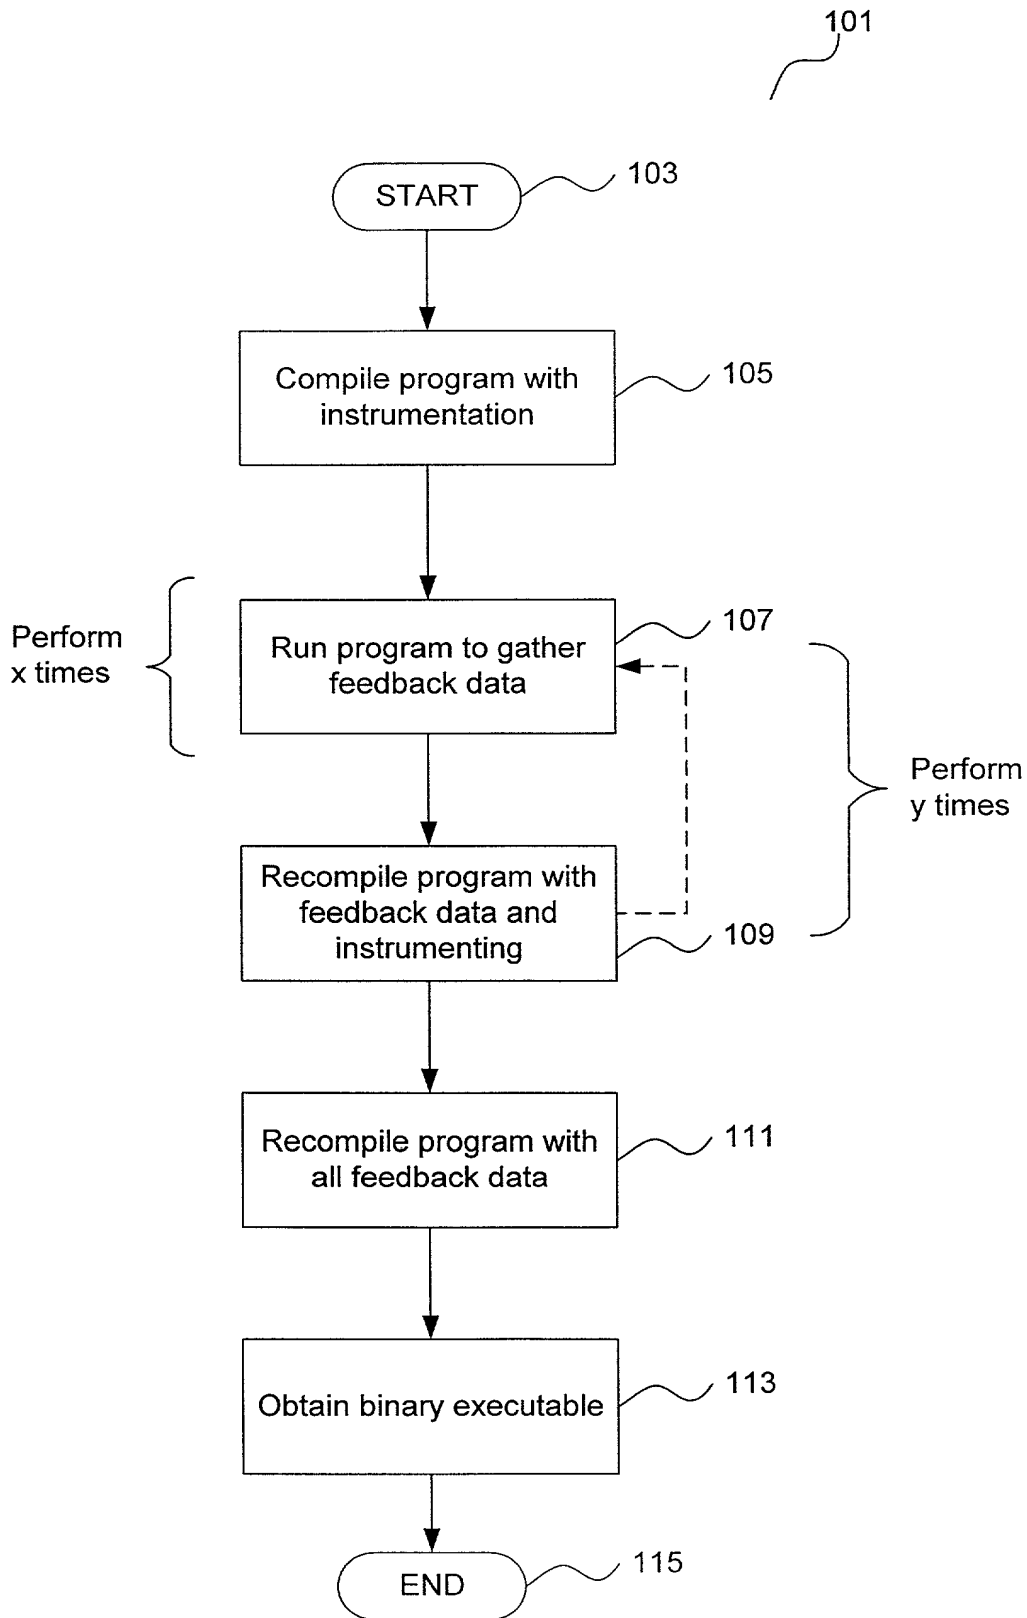 101
START
103
Compile program with
instrumentation
105
Perform
x times
Run program to gather
feedback data
107
Perform
y times
Recompile program with
feedback data and
instrumenting
109
Recompile program with
all feedback data
111
Obtain binary executable
113
END
115